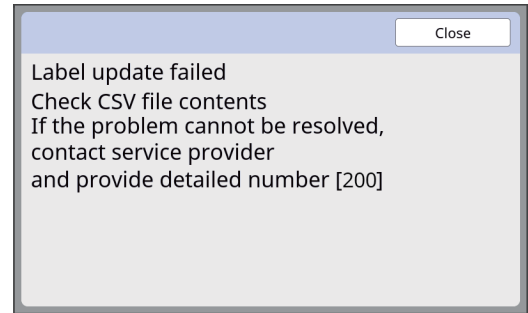 Close
Label update failed
Check CSV file contents
If the problem cannot be resolved,
contact service provider
and provide detailed number [200]